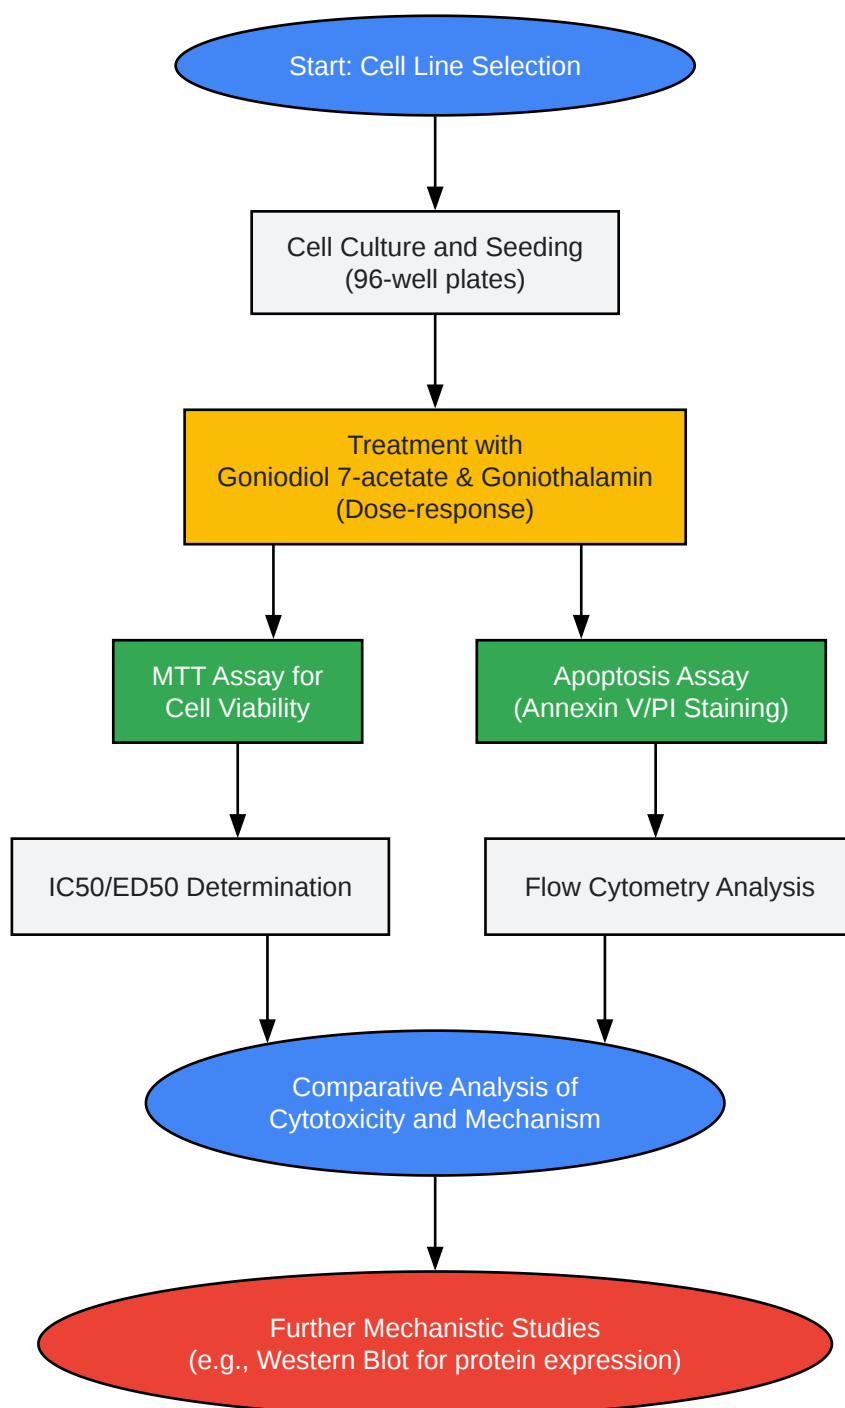 Start: Cell Line Selection
Cell Culture and Seeding
(96-well plates)
Treatment with
Goniodiol 7-acetate & Goniothalamin
(Dose-response)
MTT Assay for
Cell Viability
Apoptosis Assay
(Annexin V/PI Staining)
IC50/ED50 Determination
Flow Cytometry Analysis
Comparative Analysis of
Cytotoxicity and Mechanism
Further Mechanistic Studies
(e.g., Western Blot for protein expression)